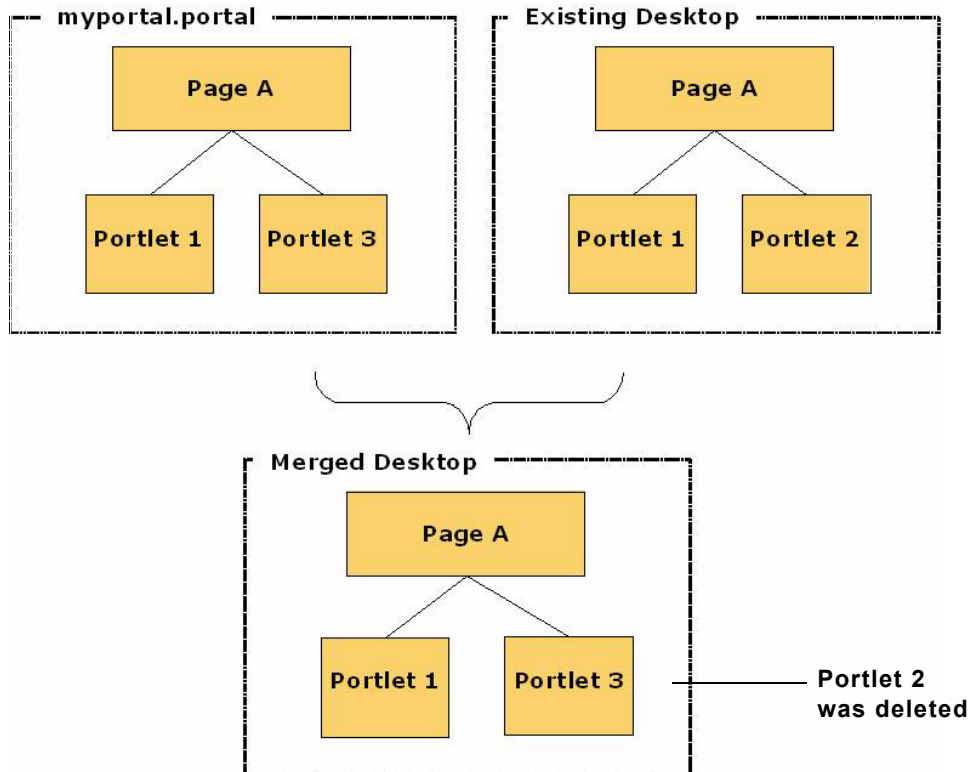 myportal.portal
Page A
Portlet 1
Portlet 3
Existing Desktop
Page A
Portlet 1
Portlet 2
Merged Desktop
Page A
Portlet 1
Portlet 3
Portlet 2
was deleted